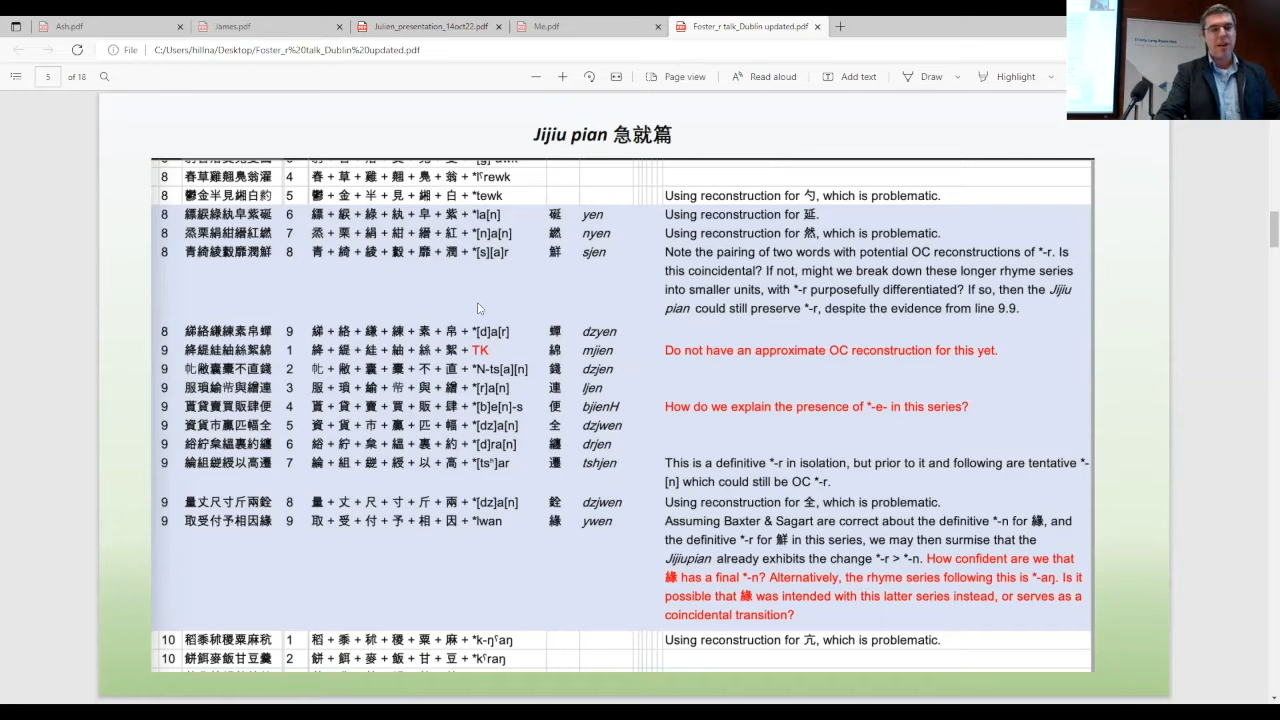 Ash.pdf
James.pdf
Julien_presentation_14oct22.pdf
Me.pdf
Foster_r talk_Dublin updated.pdf
File C:/Users/hillna/Desktop/Foster_r%20talk_Dublin%20updated.pdf
5 of 18
Page view
Read aloud
Add text
Draw
Highlight
Jijiu pian 急就篇
8 春草雞翹鳧翁濯 4 春 + 草 + 雞 + 翹 + 鳧 + 翁 + *lˤrewk
8 鬱金半見緗白䊑 5 鬱 + 金 + 半 + 見 + 緗 + 白 + *tewk Using reconstruction for 勺, which is problematic.
8 縹綟綠紈皁紫硟 6 縹 + 綟 + 綠 + 紈 + 皁 + 紫 + *la[n] 硟 yen Using reconstruction for 延.
8 烝栗絹紺縉紅繎 7 烝 + 栗 + 絹 + 紺 + 縉 + 紅 + *[n]a[n] 繎 nyen Using reconstruction for 然, which is problematic.
8 青綺綾縠靡潤鮮 8 青 + 綺 + 綾 + 縠 + 靡 + 潤 + *[s][a]r 鮮 sjen Note the pairing of two words with potential OC reconstructions of *-r. Is
this coincidental? If not, might we break down these longer rhyme series
into smaller units, with *-r purposefully differentiated? If so, then the Jijiu
pian could still preserve *-r, despite the evidence from line 9.9.
8 綈絡縑練素帛蟬 9 綈 + 絡 + 縑 + 練 + 素 + 帛 + *[d]a[r] 蟬 dzyen
9 絳緹絓紬絲絮綿 1 絳 + 緹 + 絓 + 紬 + 絲 + 絮 + TK 綿 mjien Do not have an approximate OC reconstruction for this yet.
9 㡜敝囊橐不直錢 2 㡜 + 敝 + 囊 + 橐 + 不 + 直 + *N-ts[a][n] 錢 dzjen
9 服瑣緰幋與繒連 3 服 + 瑣 + 緰 + 與 + 繒 + *[r]a[n] 連 ljen
9 貰貸賣買販肆便 4 貰 + 貸 + 賣 + 買 + 販 + 肆 + *[b]e[n]-s 便 bjienH How do we explain the presence of *-e- in this series?
9 資貨市贏匹幅全 5 資 + 貨 + 市 + 贏 + 匹 + 幅 + *[dz]a[n] 全 dzjwen
9 綌紵枲縕裹約纏 6 綌 + 紵 + 枲 + 縕 + 裹 + 約 + *[d]ra[n] 纏 drjen
9 綸組縌綬以高遷 7 綸 + 組 + 縌 + 綬 + 以 + 高 + *[tsʰ]ar 遷 tshjen This is a definitive *-r in isolation, but prior to it and following are tentative *-
[n] which could still be OC *-r.
9 量丈尺寸斤兩銓 8 量 + 丈 + 尺 + 寸 + 斤 + 兩 + *[dz]a[n] 銓 dzjwen Using reconstruction for 全, which is problematic.
9 取受付予相因緣 9 取 + 受 + 付 + 予 + 相 + 因 + *lwan 緣 ywen Assuming Baxter & Sagart are correct about the definitive *-n for 緣, and
the definitive *-r for 鮮 in this series, we may then surmise that the
Jijiupian already exhibits the change *-r > *-n. How confident are we that
緣 has a final *-n? Alternatively, the rhyme series following this is *-aŋ. Is it
possible that 緣 was intended with this latter series instead, or serves as a
coincidental transition?
10 稻黍秫稷粟麻秔 1 稻 + 黍 + 秫 + 稷 + 粟 + 麻 + *k-ŋˤaŋ Using reconstruction for 亢, which is problematic.
10 餅餌麥飯甘豆羹 2 餅 + 餌 + 麥 + 飯 + 甘 + 豆 + *kˤraŋ